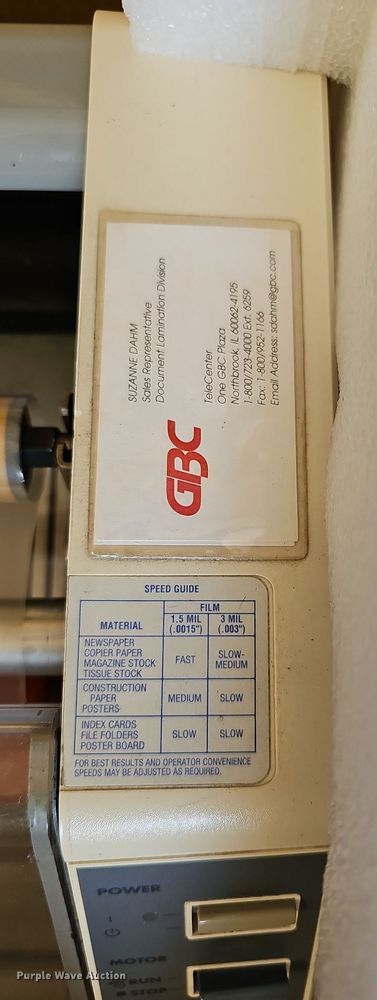 SUZANNE DAHM
Sales Representative
Document Lamination Division
GBC
TeleCenter
One GBC Plaza
Northbrook, IL 60062-4195
1-800/723-4000 Ext. 6259
Fax: 1-800/952-1166
Email Address: sdahm@gbc.com
SPEED GUIDE
FILM
MATERIAL 1.5 MIL (.0015") 3 MIL (.003")
NEWSPAPER
COPIER PAPER
MAGAZINE STOCK
TISSUE STOCK
FAST SLOW-MEDIUM
CONSTRUCTION
PAPER
POSTERS
MEDIUM SLOW
INDEX CARDS
FILE FOLDERS
POSTER BOARD
SLOW SLOW
FOR BEST RESULTS AND OPERATOR CONVENIENCE
SPEEDS MAY BE ADJUSTED AS REQUIRED.
POWER
MOTOR
RUN
STOP
Purple Wave Auction